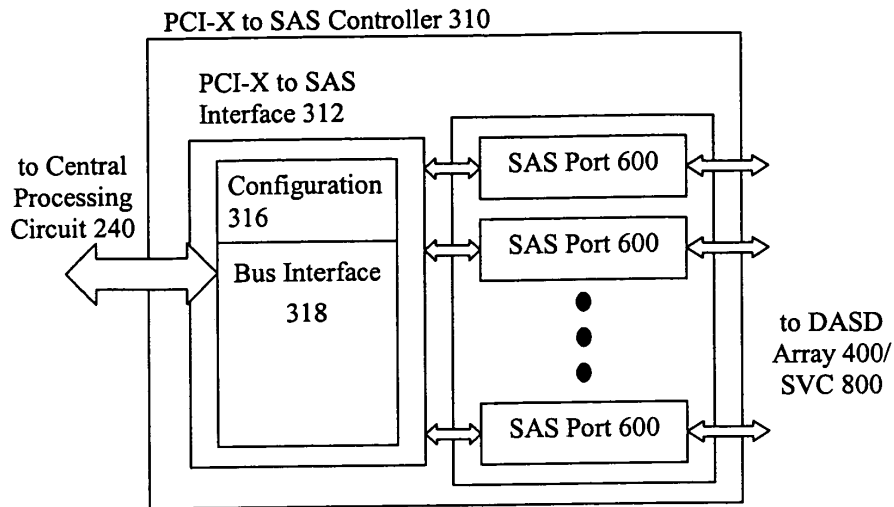 PCI-X to SAS Controller 310
PCI-X to SAS
Interface 312
to Central
Processing
Circuit 240
Configuration
316
Bus Interface
318
SAS Port 600
SAS Port 600
SAS Port 600
to DASD
Array 400/
SVC 800